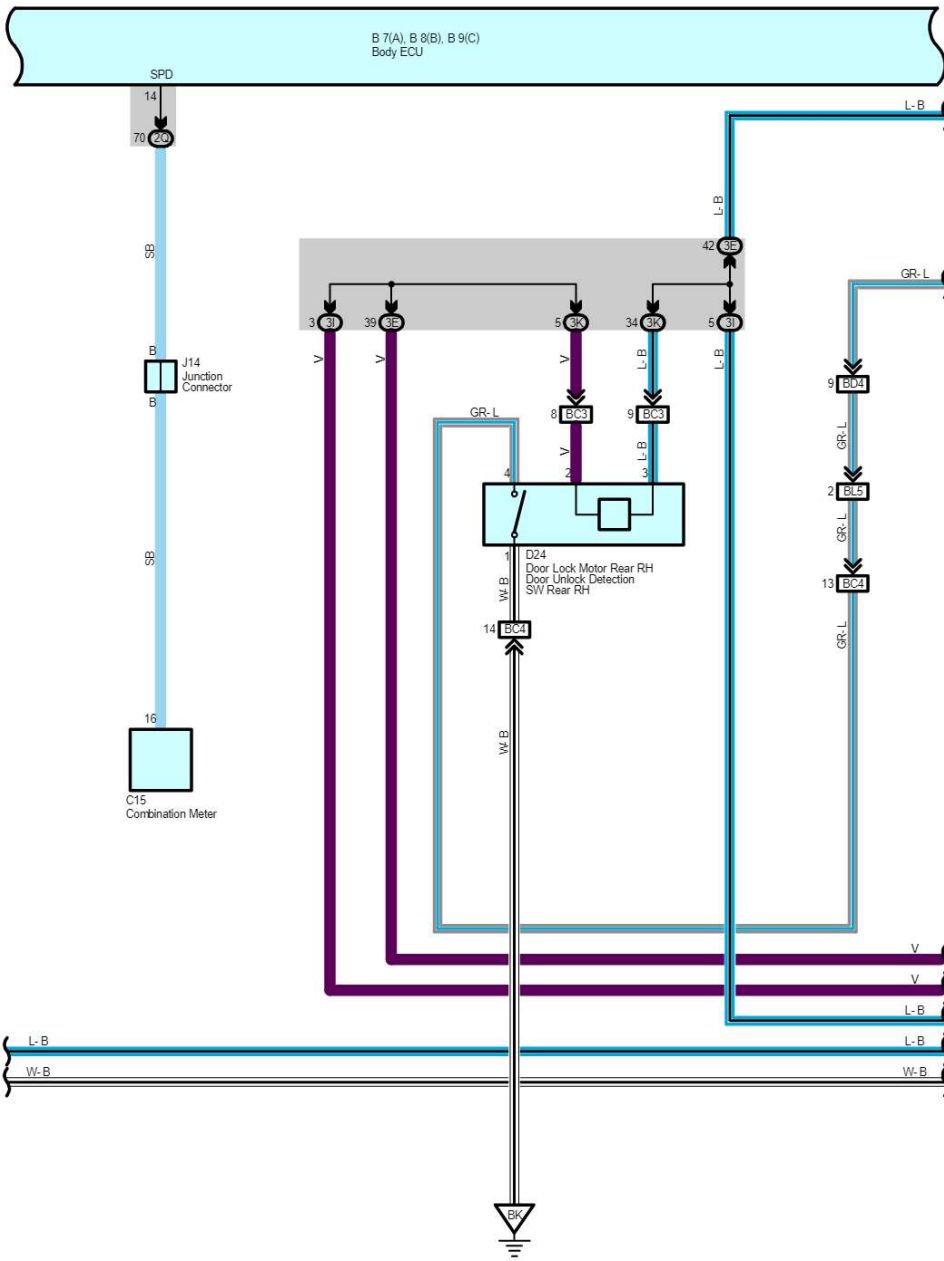 B 7(A), B 8(B), B 9(C)
Body ECU
SPD
14
70 2Q
L- B
L- B
SB
42 3E
GR- L
3 3I
39 3E
5 3K
34 3K
5 3I
V
V
V
L- B
L- B
B
J14
Junction
Connector
B
9 BD4
GR- L
8 BC3
9 BC3
V
L- B
GR- L
4
2
3
2 BL5
GR- L
SB
1
D24
Door Lock Motor Rear RH
Door Unlock Detection
SW Rear RH
W- B
13 BC4
14 BC4
GR- L
16
W- B
C15
Combination Meter
V
V
L- B
L- B
L- B
W- B
W- B
BK